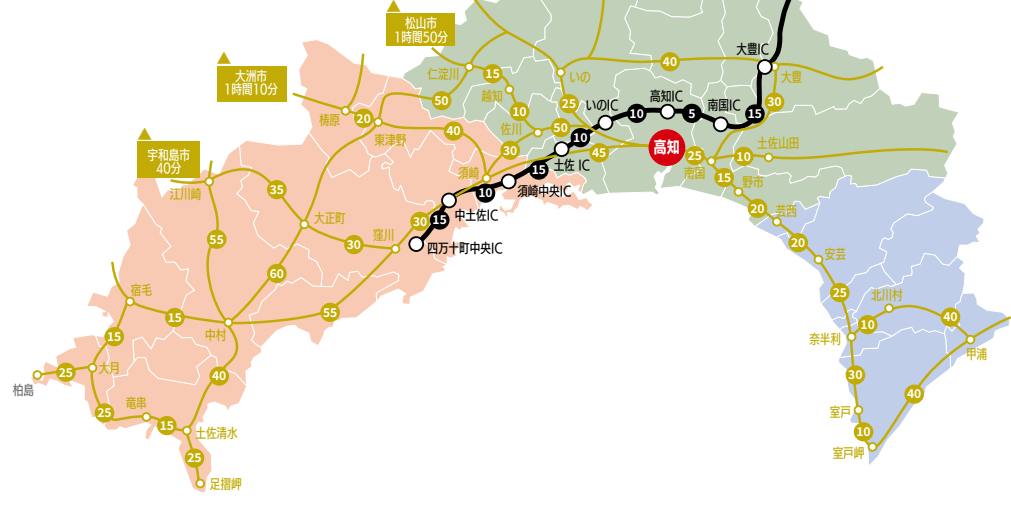 松山市
1時間50分
大洲市
1時間10分
宇和島市
40分
大豊IC
大豊
仁淀川
いの
40
15
越知
50
10
25
いのIC
高知IC
南国IC
30
10
5
15
梼原
20
東津野
40
佐川
50
10
30
45
高知
25
南国
10
土佐山田
土佐 IC
15
15
野市
須崎
須崎中央IC
10
江川崎
35
大正町
30
15
中土佐IC
20
芸西
55
30
窪川
四万十町中央IC
20
安芸
60
25
宿毛
15
中村
55
北川村
10
40
15
奈半利
甲浦
柏島
25
大月
40
30
40
25
竜串
15
土佐清水
室戸
10
室戸岬
25
足摺岬